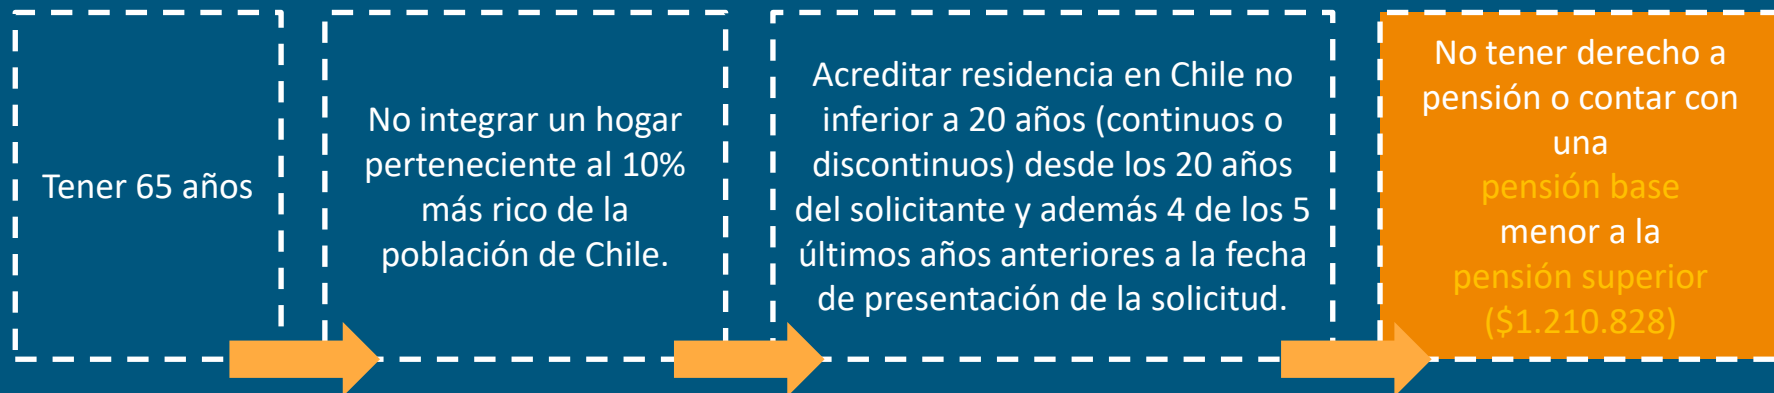 Tener 65 años
No integrar un hogar
perteneciente al 10%
más rico de la
población de Chile.
Acreditar residencia en Chile no
inferior a 20 años (continuos o
discontinuos) desde los 20 años
del solicitante y además 4 de los 5
últimos años anteriores a la fecha
de presentación de la solicitud.
No tener derecho a
pensión o contar con
una
pensión base
menor a la
pensión superior
($1.210.828)